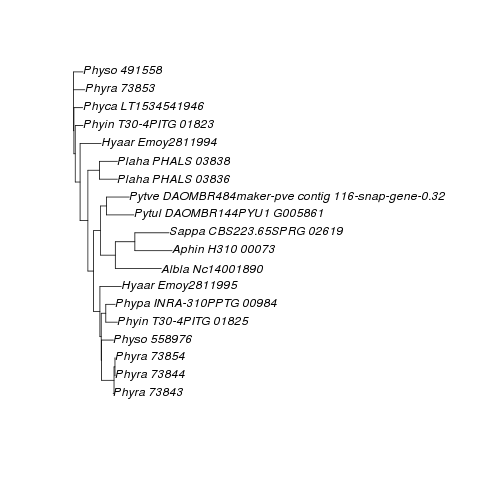 Physo 491558
Phyra 73853
Phyca LT1534541946
Phyin T30-4PITG 01823
Hyaar Emoy2811994
Plaha PHALS 03838
Plaha PHALS 03836
Pytve DAOMBR484maker-pve contig 116-snap-gene-0.32
Pytul DAOMBR144PYU1 G005861
Sappa CBS223.65SPRG 02619
Aphin H310 00073
Albla Nc14001890
Hyaar Emoy2811995
Phypa INRA-310PPTG 00984
Phyin T30-4PITG 01825
Physo 558976
Phyra 73854
Phyra 73844
Phyra 73843